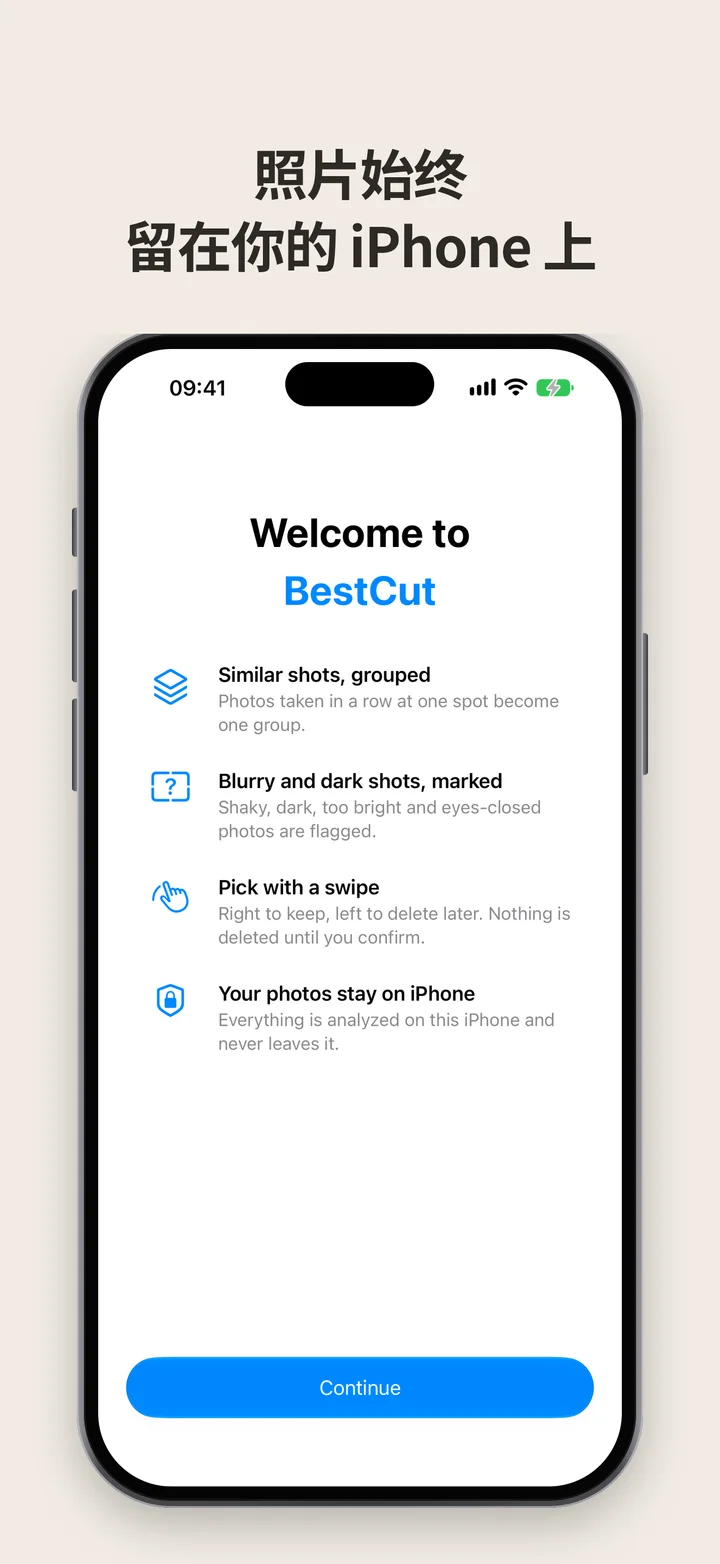 照片始终
留在你的 iPhone 上
09:41
Welcome to
BestCut
Similar shots, grouped
Photos taken in a row at one spot become
one group.
?
Blurry and dark shots, marked
Shaky, dark, too bright and eyes-closed
photos are flagged.
Pick with a swipe
Right to keep, left to delete later. Nothing is
deleted until you confirm.
Your photos stay on iPhone
Everything is analyzed on this iPhone and
never leaves it.
Continue